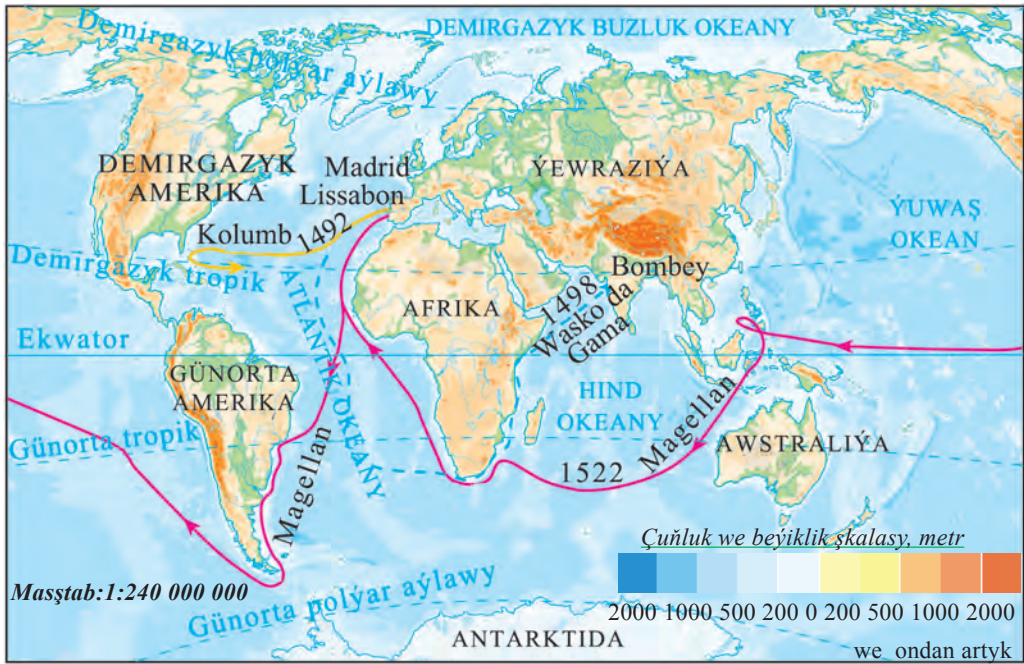 DEMIRGAZYK BUZLUK OKEANY
Demirgazyk polýar aýlawy
DEMIRGAZYK
AMERIKA
Madrid
Lissabon
ÝEWRAZIÝA
ÝUWAŞ
OKEAN
Kolumb
1492
Demirgazyk tropik
Bombey
ATLANTIK OKEANY
AFRIKA
1498
Wasko da
Gama
Ekwator
GÜNORTA
AMERIKA
HIND
OKEANY
Magellan
Günorta tropik
AWSTRALIÝA
1522
Magellan
Çuňluk we beýiklik şkalasy, metr
2000 1000 500 200 0 200 500 1000 2000
we ondan artyk
Masştab:1:240 000 000
Günorta polýar aýlawy
ANTARKTIDA